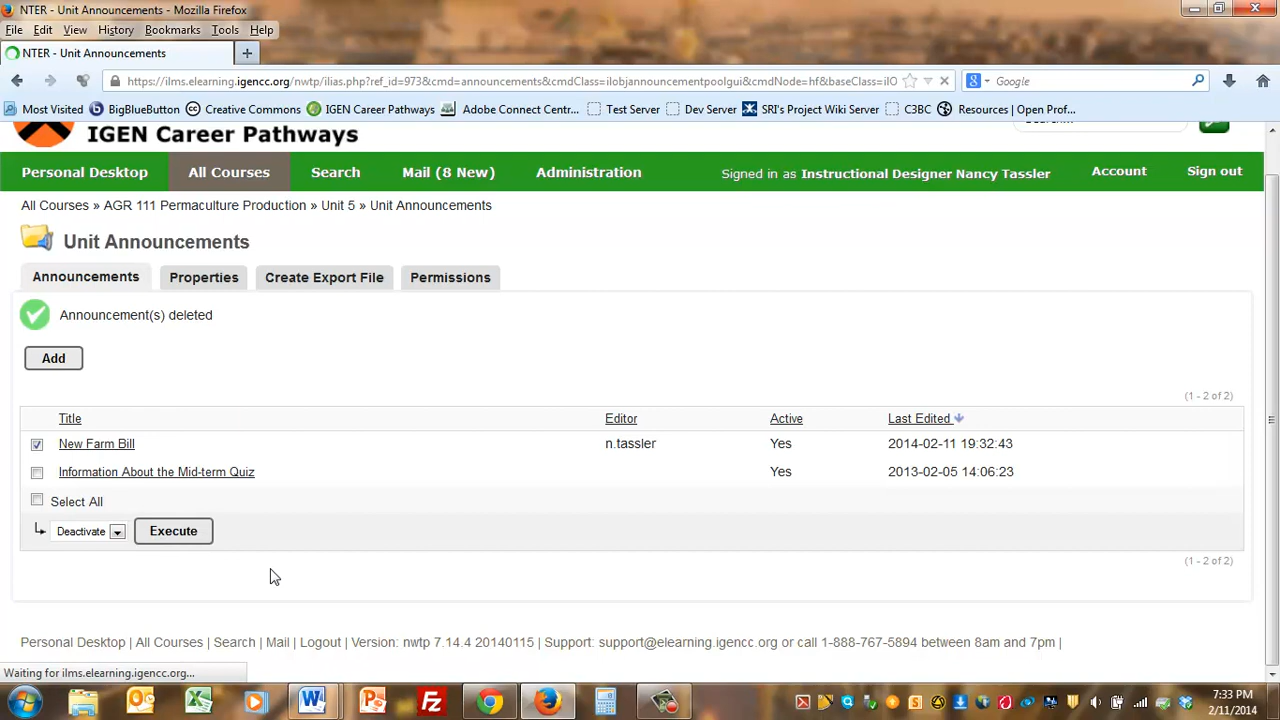 NTER - Unit Announcements - Mozilla Firefox
File Edit View History Bookmarks Tools Help
NTER - Unit Announcements
https://ilms.elearning.igencc.org/nwtp/ilias.php?ref_id=973&cmd=announcements&cmdClass=ilobjannouncementpoolgui&cmdNode=hf&baseClass=ilO
Google
Most Visited BigBlueButton Creative Commons IGEN Career Pathways Adobe Connect Centr... Test Server Dev Server SRI's Project Wiki Server C3BC Resources | Open Prof...
IGEN Career Pathways
Personal Desktop All Courses Search Mail (8 New) Administration Signed in as Instructional Designer Nancy Tassler Account Sign out
All Courses » AGR 111 Permaculture Production » Unit 5 » Unit Announcements
Unit Announcements
Announcements Properties Create Export File Permissions
Announcement(s) deleted
Add
(1 - 2 of 2)
Title Editor Active Last Edited
New Farm Bill n.tassler Yes 2014-02-11 19:32:43
Information About the Mid-term Quiz Yes 2013-02-05 14:06:23
Select All
Deactivate Execute
(1 - 2 of 2)
Personal Desktop | All Courses | Search | Mail | Logout | Version: nwtp 7.14.4 20140115 | Support: support@elearning.igencc.org or call 1-888-767-5894 between 8am and 7pm |
Waiting for ilms.elearning.igencc.org...
7:33 PM
2/11/2014